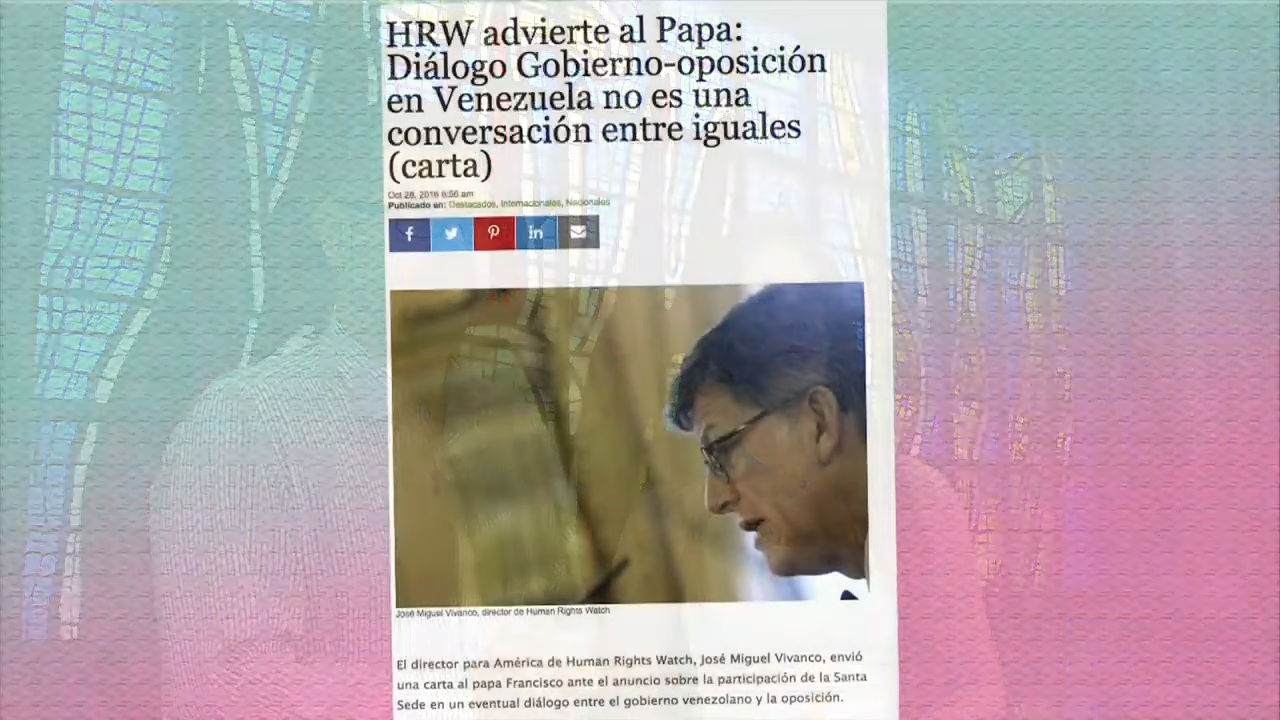 HRW advierte al Papa:
Diálogo Gobierno-oposición
en Venezuela no es una
conversación entre iguales
(carta)
Oct 28, 2016 8:56 am
Publicado en: Destacados, Internacionales, Nacionales
José Miguel Vivanco, director de Human Rights Watch
El director para América de Human Rights Watch, José Miguel Vivanco, envió
una carta al papa Francisco ante el anuncio sobre la participación de la Santa
Sede en un eventual diálogo entre el gobierno venezolano y la oposición.